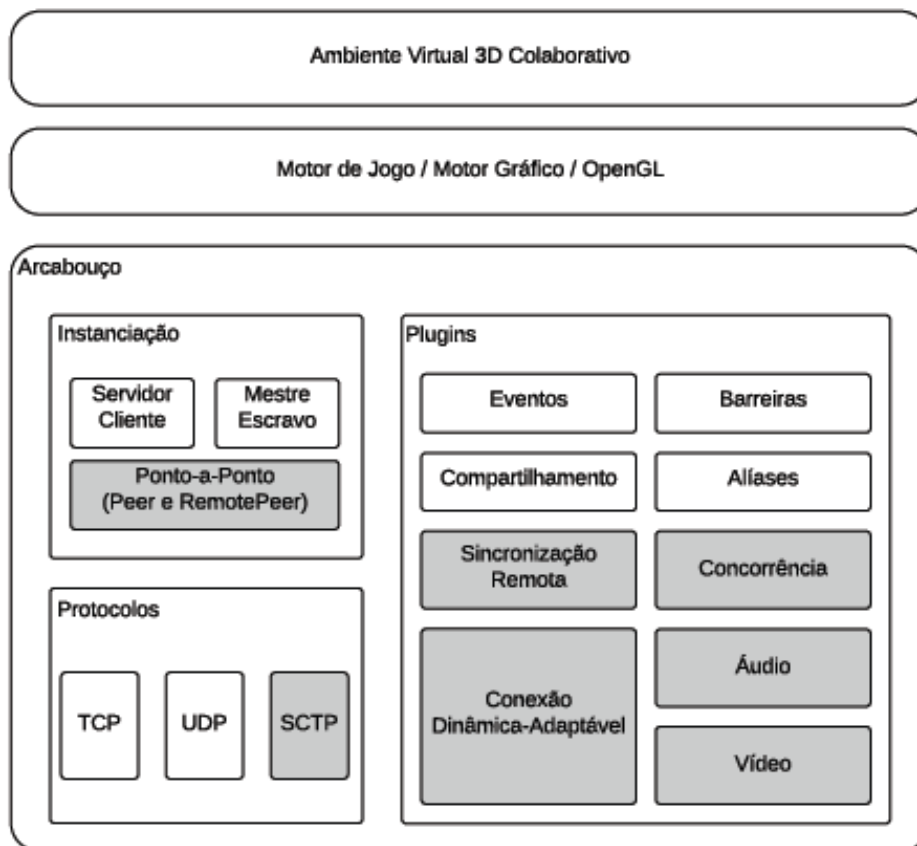 Ambiente Virtual 3D Colaborativo
Motor de Jogo / Motor Gráfico / OpenGL
Arcabouço
Instanciação
Servidor
Cliente
Mestre
Escravo
Ponto-a-Ponto
(Peer e RemotePeer)
Protocolos
TCP
UDP
SCTP
Plugins
Eventos
Barreiras
Compartilhamento
Alíases
Sincronização
Remota
Concorrência
Conexão
Dinâmica-Adaptável
Áudio
Vídeo